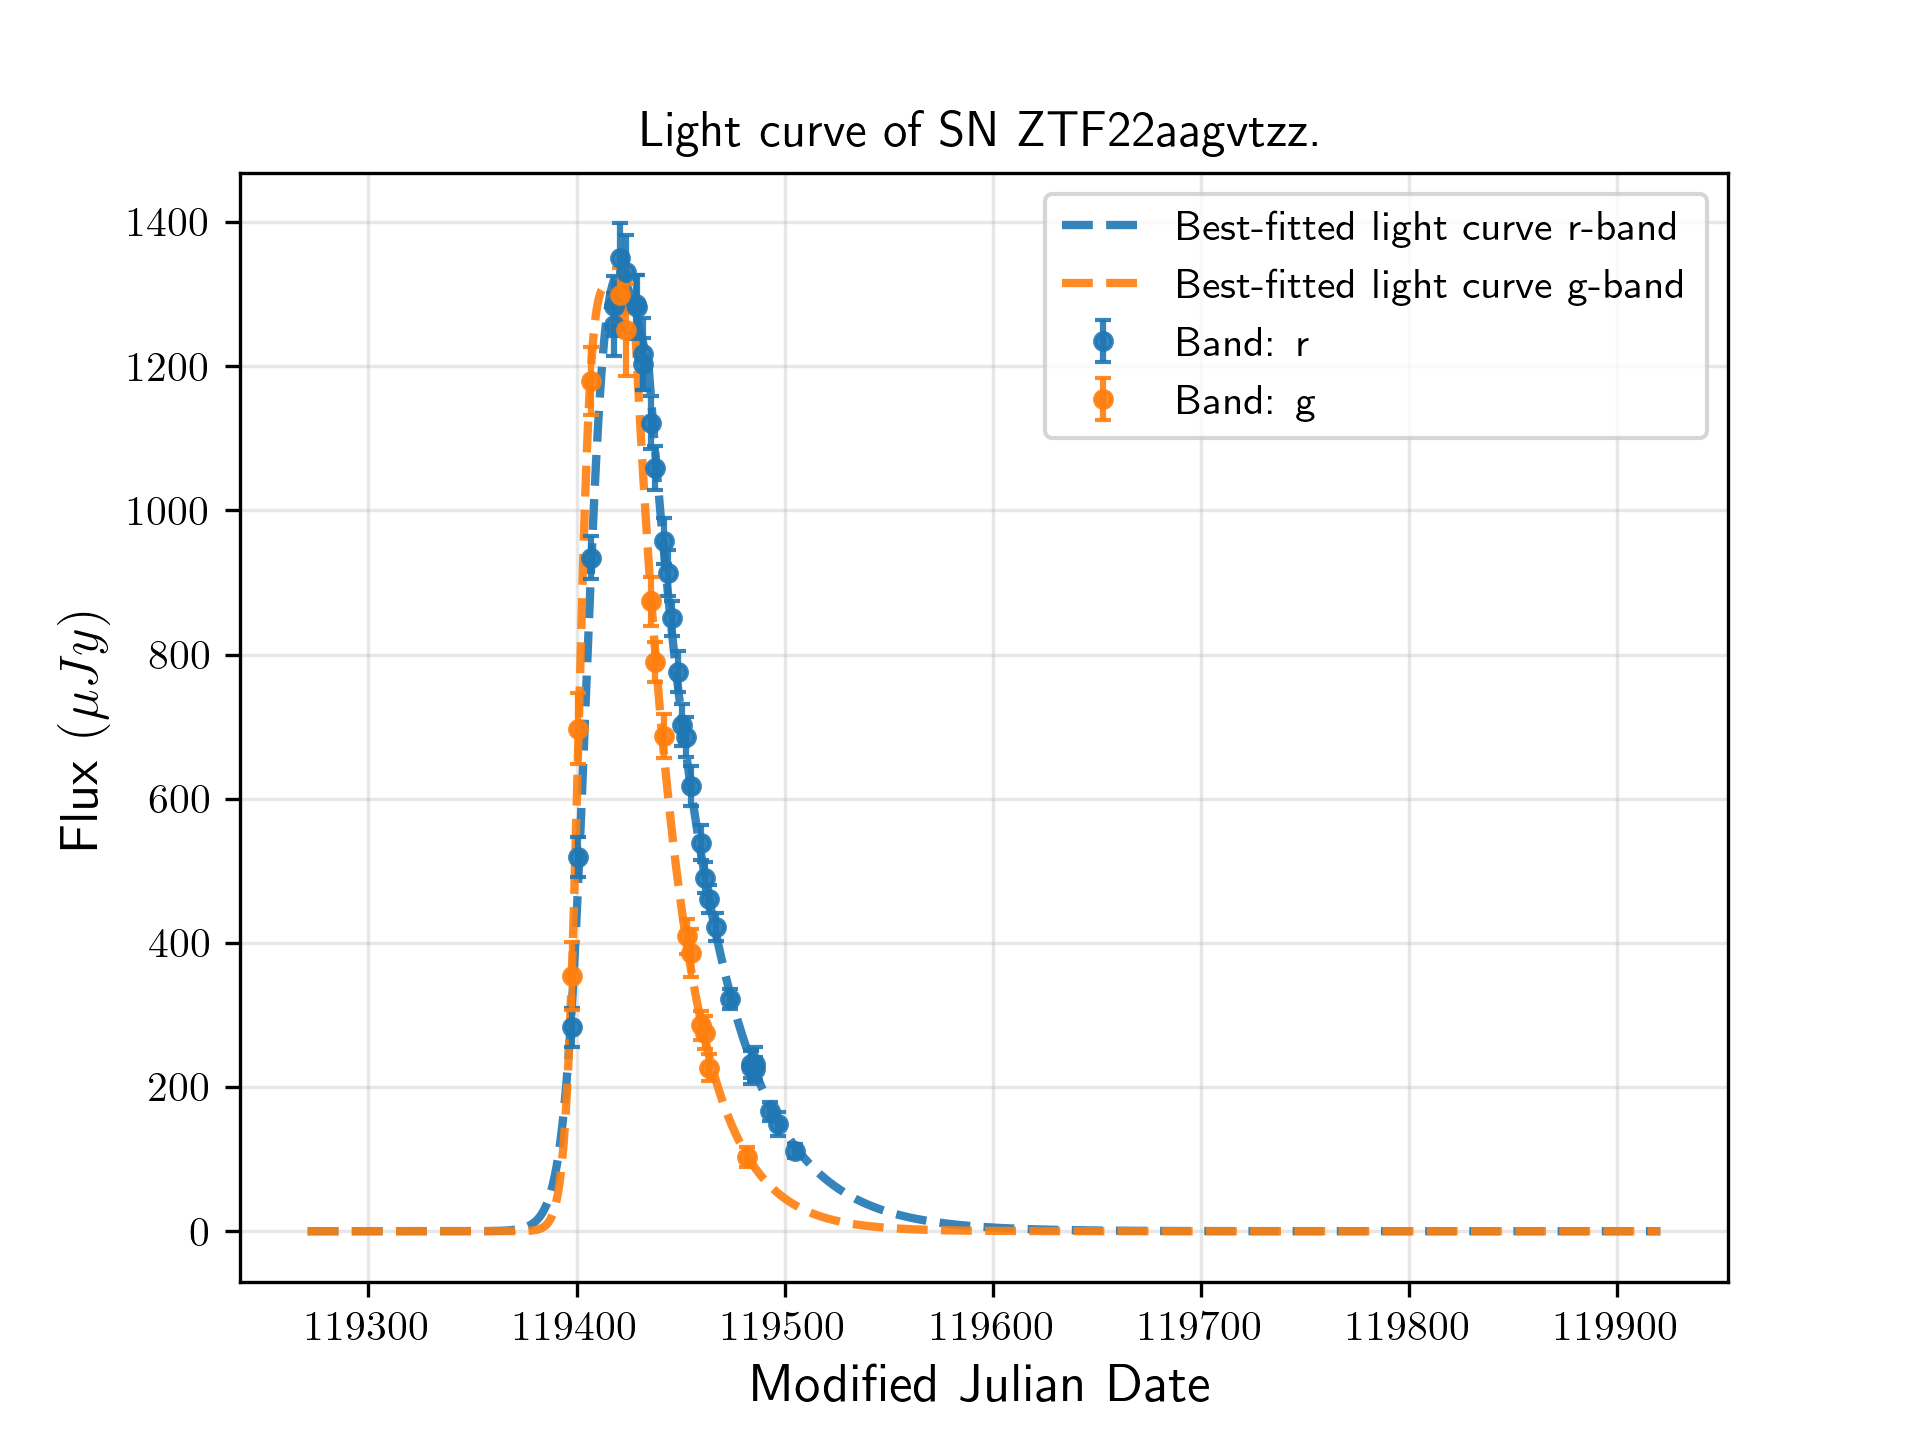 Light curve of SN ZTF22aagvtzz.
Best-fitted light curve r-band
Best-fitted light curve g-band
Band: r
Band: g
1400
1200
1000
800
600
400
200
0
Flux (μJy)
119300 119400 119500 119600 119700 119800 119900
Modified Julian Date